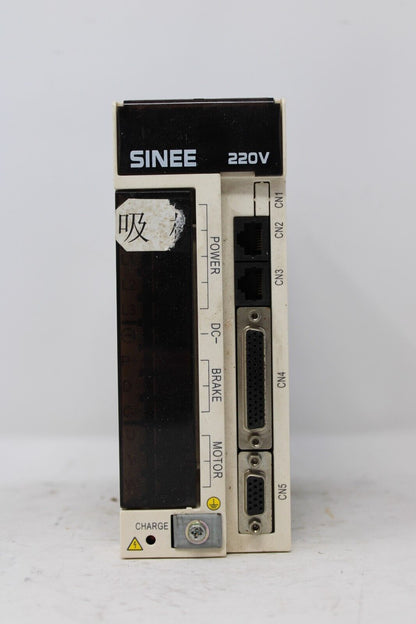 SINEE 220V
吸
POWER
DC-
BRAKE
MOTOR
CHARGE
CN1
CN2
CN3
CN4
CN5